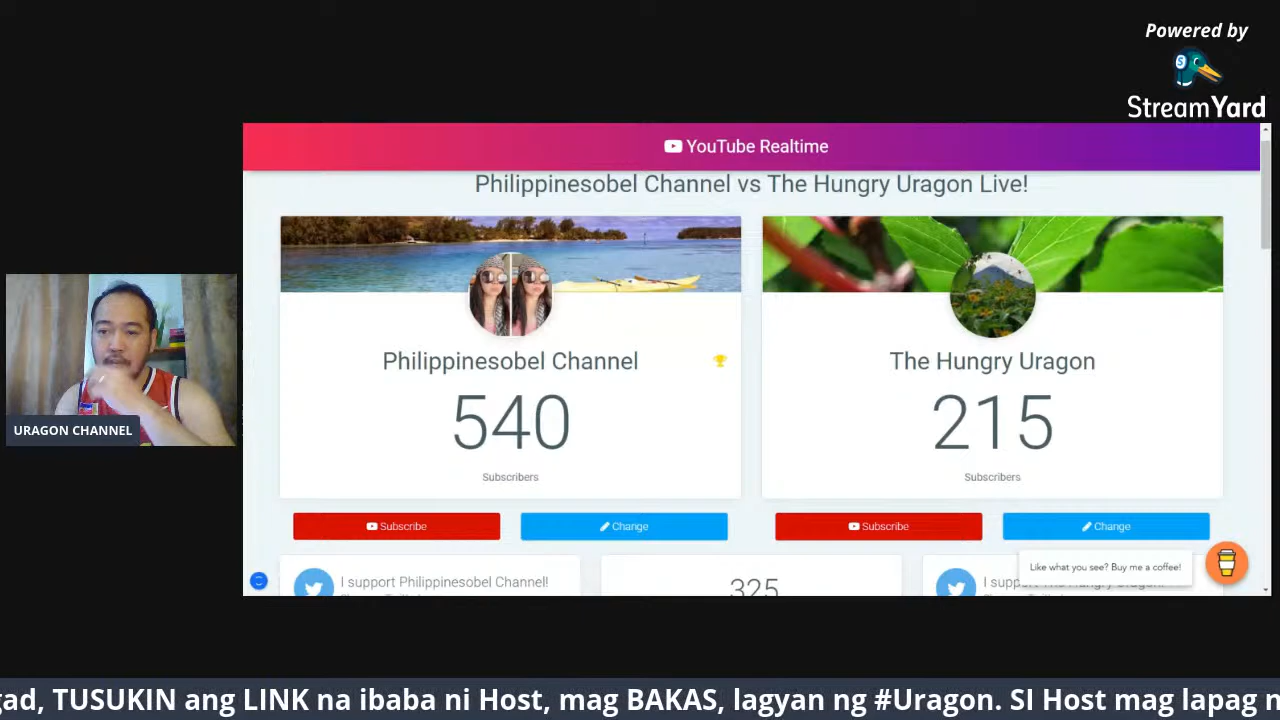 Powered by
StreamYard
YouTube Realtime
Philippinesobel Channel vs The Hungry Uragon Live!
Philippinesobel Channel
540
Subscribers
Subscribe
Change
The Hungry Uragon
215
Subscribers
Subscribe
Change
I support Philippinesobel Channel!
325
I
Like what you see? Buy me a coffee!
URAGON CHANNEL
TUSUKIN ang LINK na ibaba ni Host, mag BAKAS, lagyan ng #Uragon. SI Host mag lapag